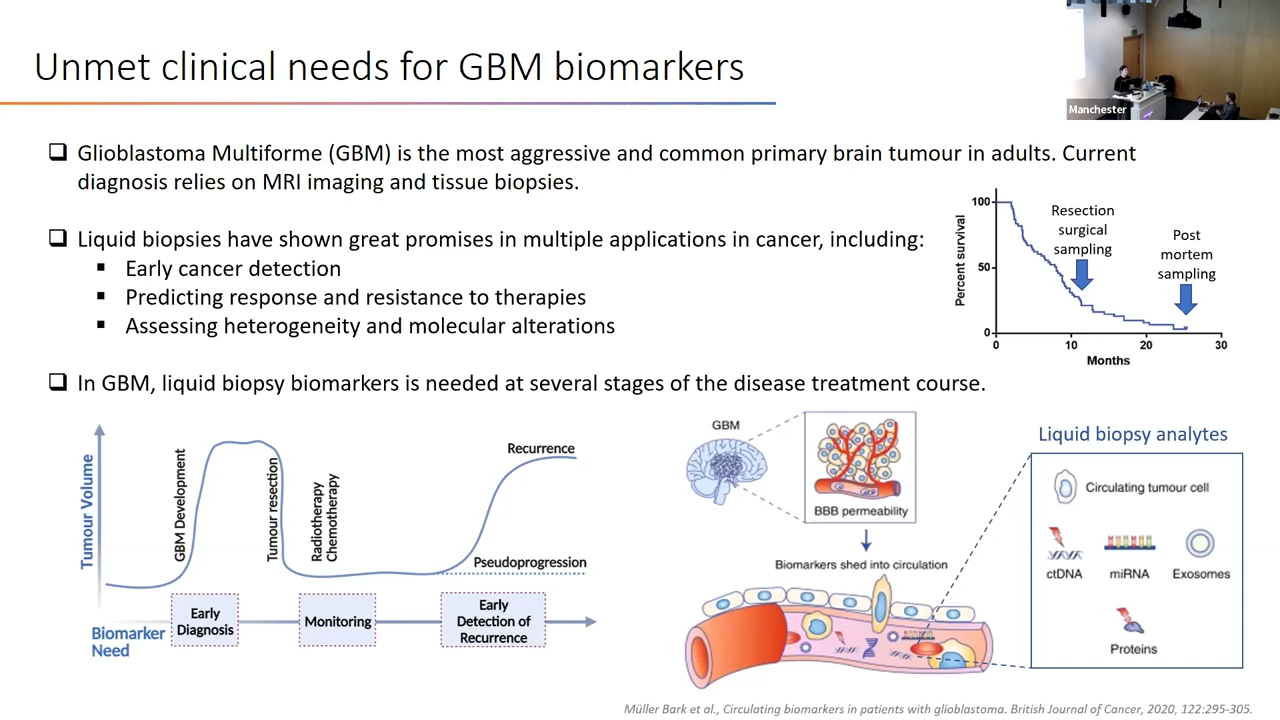 Unmet clinical needs for GBM biomarkers
Manchester
Glioblastoma Multiforme (GBM) is the most aggressive and common primary brain tumour in adults. Current
diagnosis relies on MRI imaging and tissue biopsies.
Liquid biopsies have shown great promises in multiple applications in cancer, including:
Early cancer detection
Predicting response and resistance to therapies
Assessing heterogeneity and molecular alterations
Percent survival
100
50
0
Resection
surgical
sampling
Post
mortem
sampling
0
10
20
30
Months
In GBM, liquid biopsy biomarkers is needed at several stages of the disease treatment course.
Tumour Volume
GBM Development
Tumour resection
Radiotherapy
Chemotherapy
Recurrence
Pseudoprogression
Biomarker
Need
Early
Diagnosis
Monitoring
Early
Detection of
Recurrence
GBM
BBB permeability
Biomarkers shed into circulation
Liquid biopsy analytes
Circulating tumour cell
ctDNA
miRNA
Exosomes
Proteins
Müller Bark et al., Circulating biomarkers in patients with glioblastoma. British Journal of Cancer, 2020, 122:295-305.